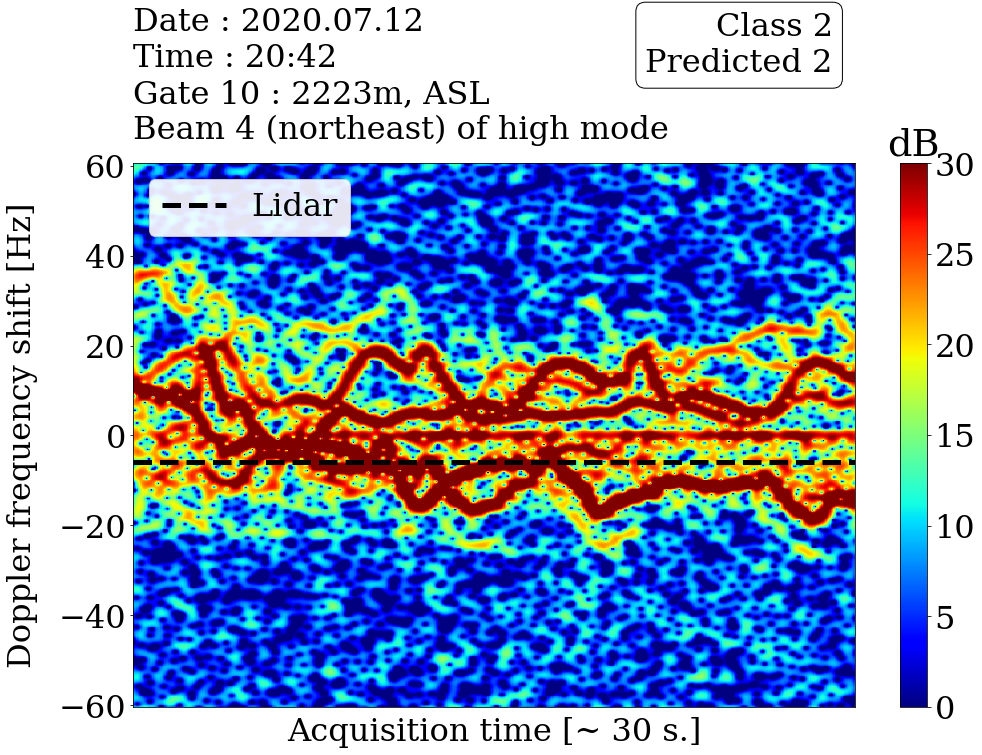 Date : 2020.07.12
Time : 20:42
Gate 10 : 2223m, ASL
Beam 4 (northeast) of high mode
Class 2
Predicted 2
dB
Lidar
60
40
20
0
−20
−40
−60
Doppler frequency shift [Hz]
Acquisition time [~ 30 s.]
30
25
20
15
10
5
0